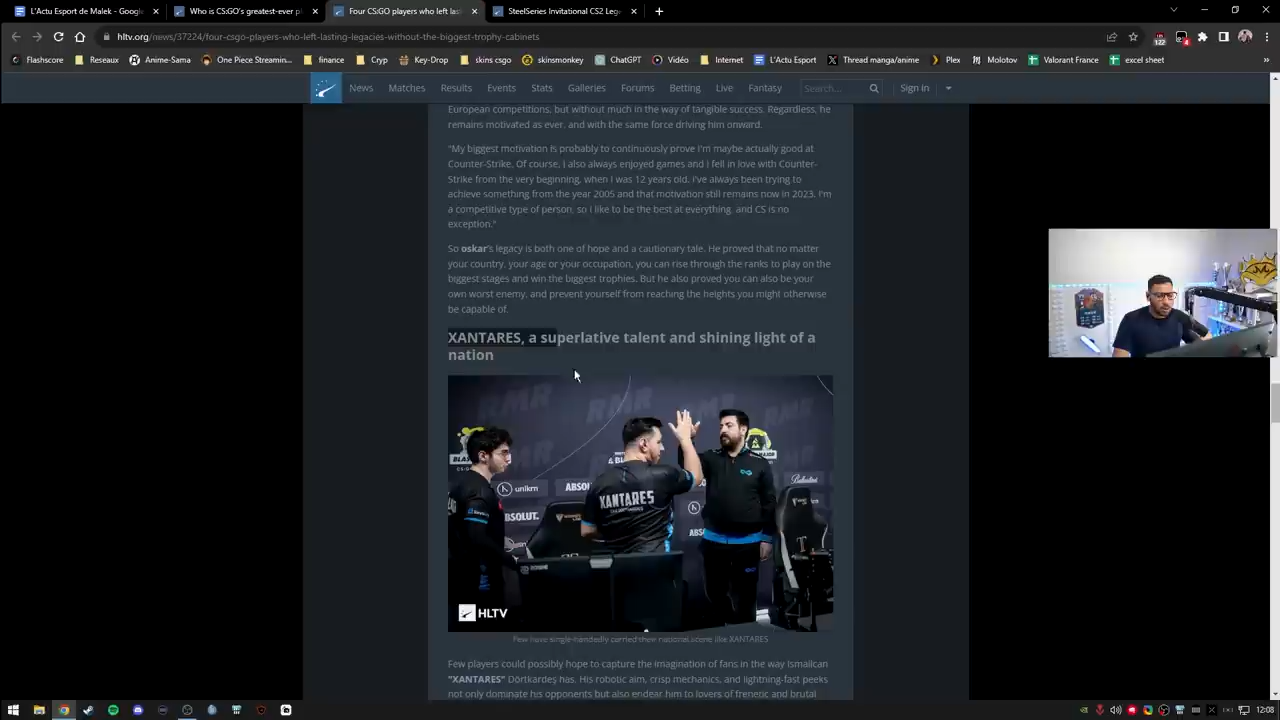 L'Actu Esport de Malek - Google
Who is CS:GO's greatest-ever pl
Four CS:GO players who left last
SteelSeries Invitational CS2 Leg
hltv.org/news/37224/four-csgo-players-who-left-lasting-legacies-without-the-biggest-trophy-cabinets
122
4
Flashscore Reseaux Anime-Sama One Piece Streamin... finance Cryp Key-Drop skins csgo skinsmonkey ChatGPT Vidéo Internet L'Actu Esport Thread manga/anime Plex Molotov Valorant France excel sheet »
News Matches Results Events Stats Galleries Forums Betting Live Fantasy Search... Sign in
European competitions, but without much in the way of tangible success. Regardless, he
remains motivated as ever, and with the same force driving him onward.
"My biggest motivation is probably to continuously prove I'm maybe actually good at
Counter-Strike. Of course, I also always enjoyed games and I fell in love with Counter-
Strike from the very beginning, when I was 12 years old. I've always been trying to
achieve something from the year 2005 and that motivation still remains now in 2023. I'm
a competitive type of person, so I like to be the best at everything, and CS is no
exception."
So oskar's legacy is both one of hope and a cautionary tale. He proved that no matter
your country, your age or your occupation, you can rise through the ranks to play on the
biggest stages and win the biggest trophies. But he also proved you can also be your
own worst enemy, and prevent yourself from reaching the heights you might otherwise
be capable of.
XANTARES, a superlative talent and shining light of a
nation
RMR
RMR
unikrn
ABSOL
XANTARES
ABSOLUT.
Ballantine's
HLTV
Few have single-handedly carried their national scene like XANTARES
Few players could possibly hope to capture the imagination of fans in the way Ismailcan
"XANTARES" Dörtkardeş has. His robotic aim, crisp mechanics, and lightning-fast peeks
not only dominate his opponents but also endear him to lovers of frenetic and brutal
12:08